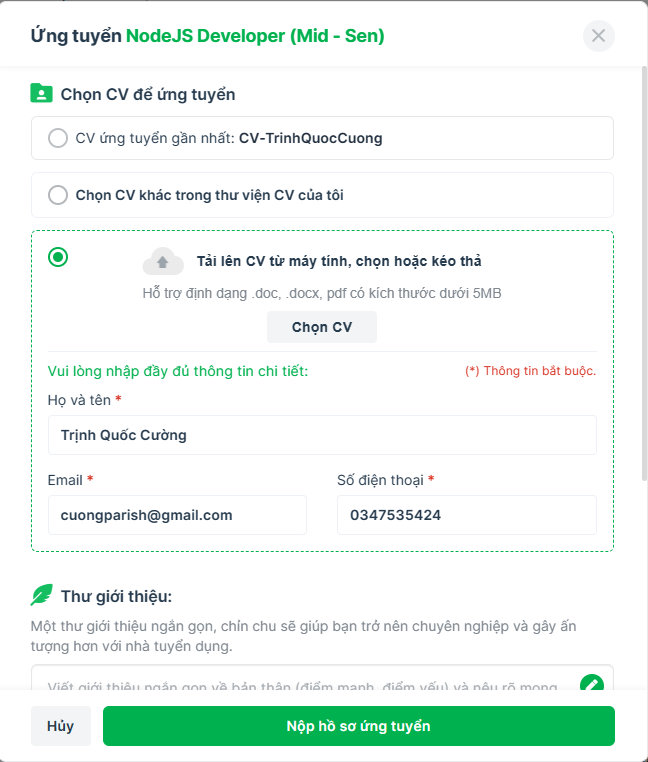 Ứng tuyển NodeJS Developer (Mid - Sen)
Chọn CV để ứng tuyển
CV ứng tuyển gần nhất: CV-TrinhQuocCuong
Chọn CV khác trong thư viện CV của tôi
Tải lên CV từ máy tính, chọn hoặc kéo thả
Hỗ trợ định dạng .doc, .docx, pdf có kích thước dưới 5MB
Chọn CV
Vui lòng nhập đầy đủ thông tin chi tiết: (*) Thông tin bắt buộc.
Họ và tên *
Trịnh Quốc Cường
Email * Số điện thoại *
cuongparish@gmail.com 0347535424
Thư giới thiệu:
Một thư giới thiệu ngắn gọn, chỉn chu sẽ giúp bạn trở nên chuyên nghiệp và gây ấn
tượng hơn với nhà tuyển dụng.
Viết giới thiệu ngắn gọn về bản thân (điểm mạnh, điểm yếu) và nêu rõ mong
Hủy Nộp hồ sơ ứng tuyển